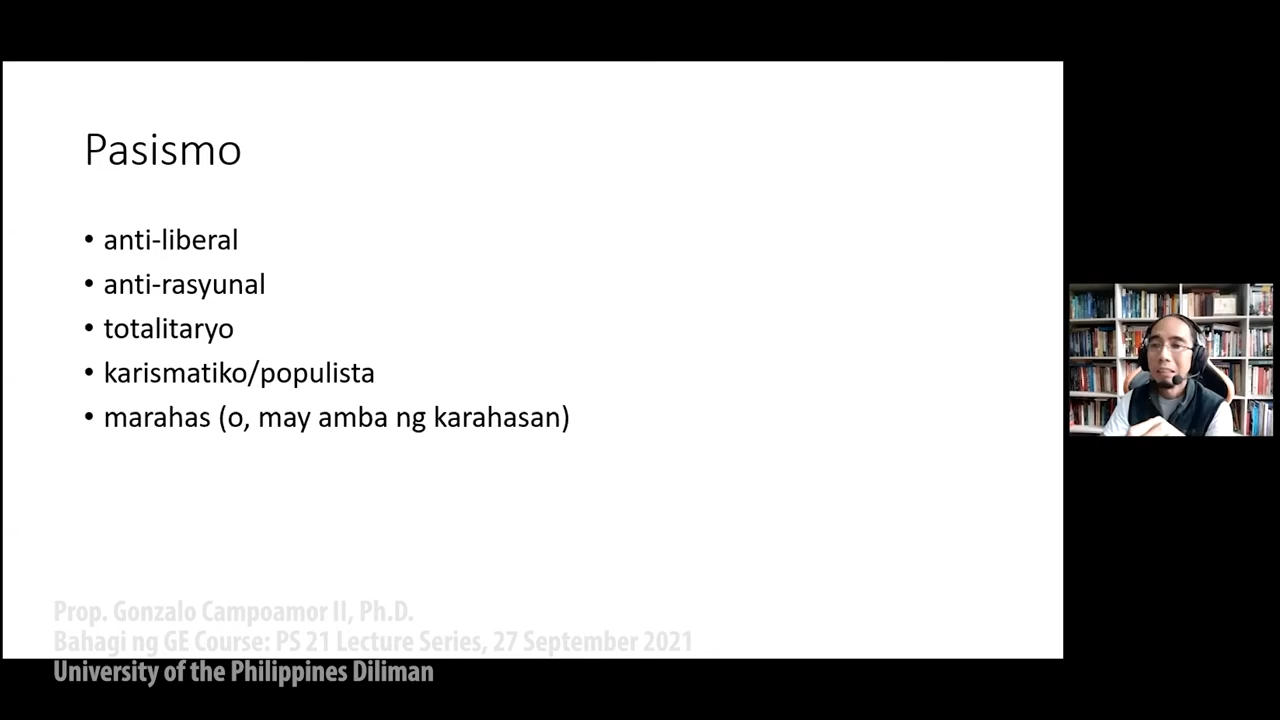 Pasismo
• anti-liberal
• anti-rasyunal
• totalitaryo
• karismatiko/populista
• marahas (o, may amba ng karahasan)
Prop. Gonzalo Campoamor II, Ph.D.
Bahagi ng GE Course: PS 21 Lecture Series, 27 September 2021
University of the Philippines Diliman